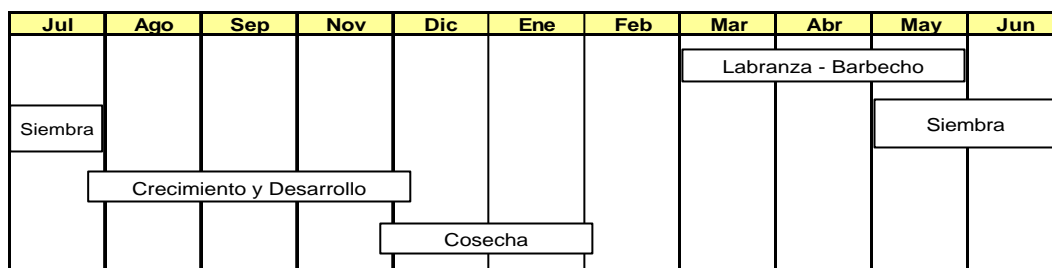 Jul Ago Sep Nov Dic Ene Feb Mar Abr May Jun
Labranza - Barbecho
Siembra Siembra
Crecimiento y Desarrollo
Cosecha